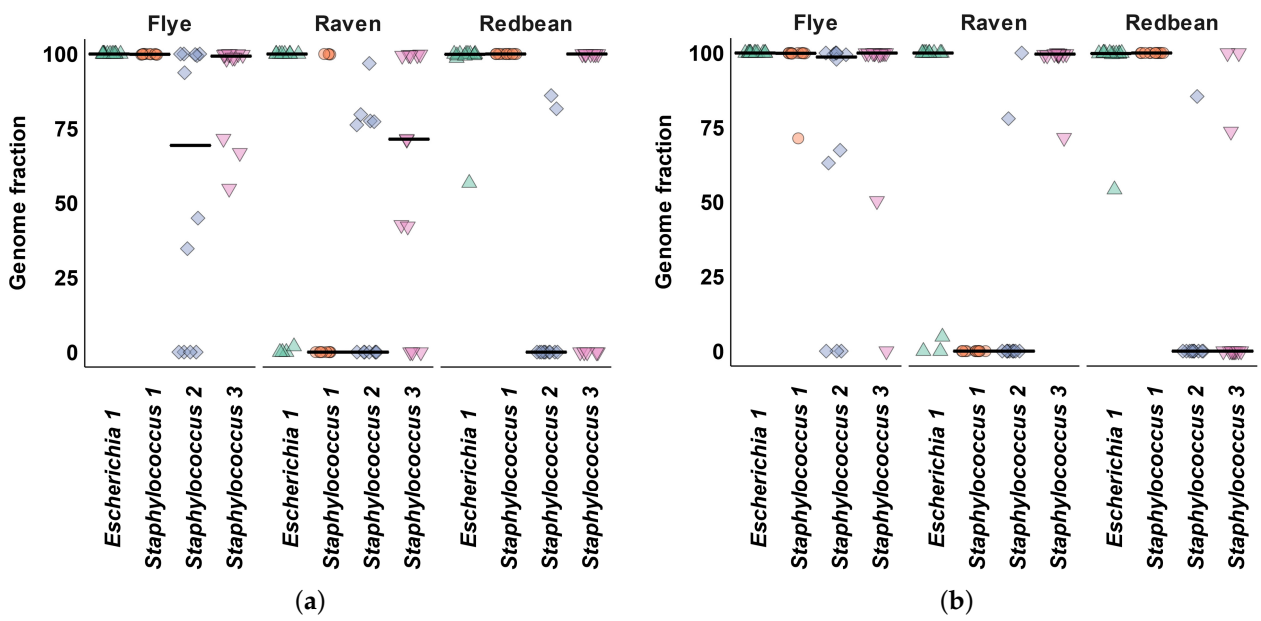 Flye Raven Redbean
100
75
50
25
0
Genome fraction
Escherichia 1
Staphylococcus 1
Staphylococcus 2
Staphylococcus 3
Escherichia 1
Staphylococcus 1
Staphylococcus 2
Staphylococcus 3
Escherichia 1
Staphylococcus 1
Staphylococcus 2
Staphylococcus 3
(a)
Flye Raven Redbean
100
75
50
25
0
Genome fraction
Escherichia 1
Staphylococcus 1
Staphylococcus 2
Staphylococcus 3
Escherichia 1
Staphylococcus 1
Staphylococcus 2
Staphylococcus 3
Escherichia 1
Staphylococcus 1
Staphylococcus 2
Staphylococcus 3
(b)